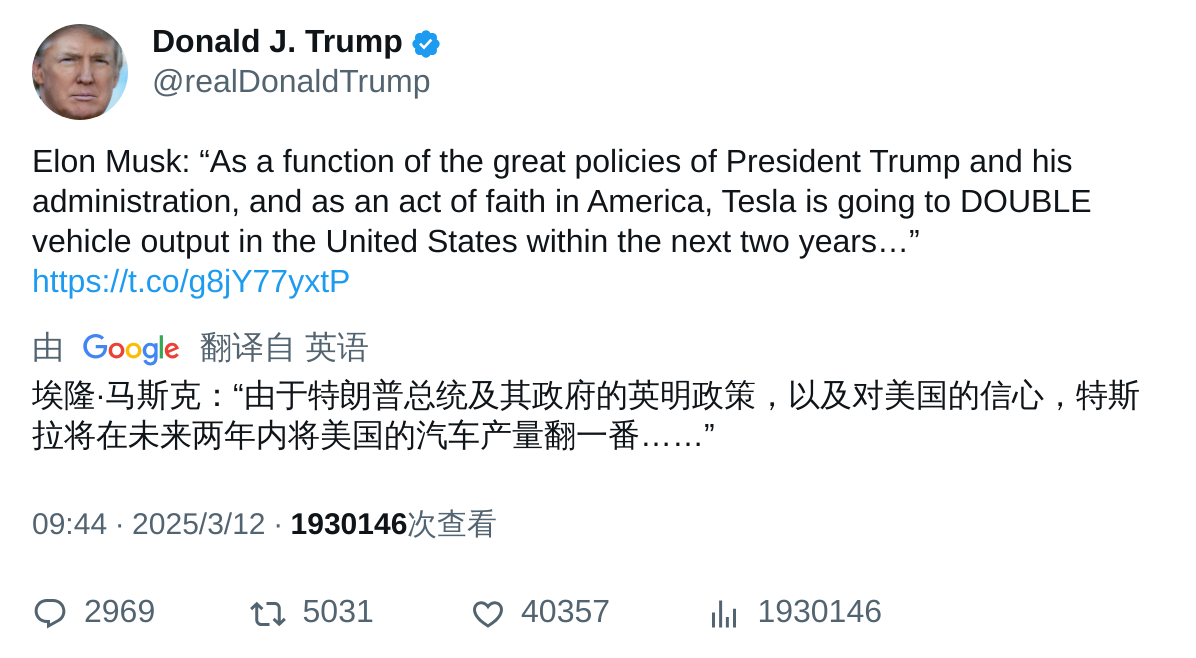 Donald J. Trump
@realDonaldTrump
Elon Musk: “As a function of the great policies of President Trump and his
administration, and as an act of faith in America, Tesla is going to DOUBLE
vehicle output in the United States within the next two years…”
https://t.co/g8jY77yxtP
由 Google 翻译自 英语
埃隆·马斯克：“由于特朗普总统及其政府的英明政策，以及对美国的信心，特斯
拉将在未来两年内将美国的汽车产量翻一番……”
09:44 · 2025/3/12 · 1930146次查看
2969 5031 40357 1930146